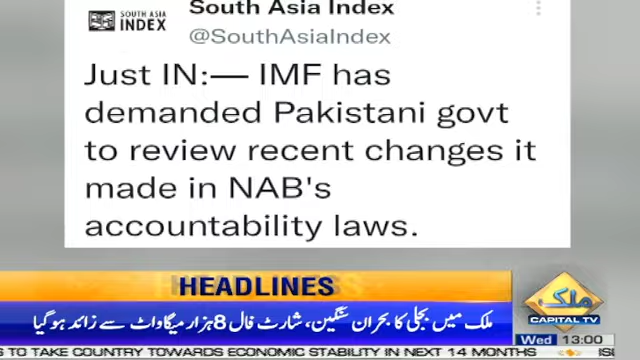 South Asia Index
SOUTH ASIA
INDEX
@SouthAsiaIndex
Just IN:— IMF has
demanded Pakistani govt
to review recent changes it
made in NAB's
accountability laws.
HEADLINES
ملک میں بجلی کا بحران سنگین، شارٹ فال 8 ہزار میگاواٹ سے زائد ہوگیا
ملک
CAPITAL TV
Wed 13:00
S TO TAKE COUNTRY TOWARDS ECONOMIC STABILITY IN NEXT 14 MONTHS